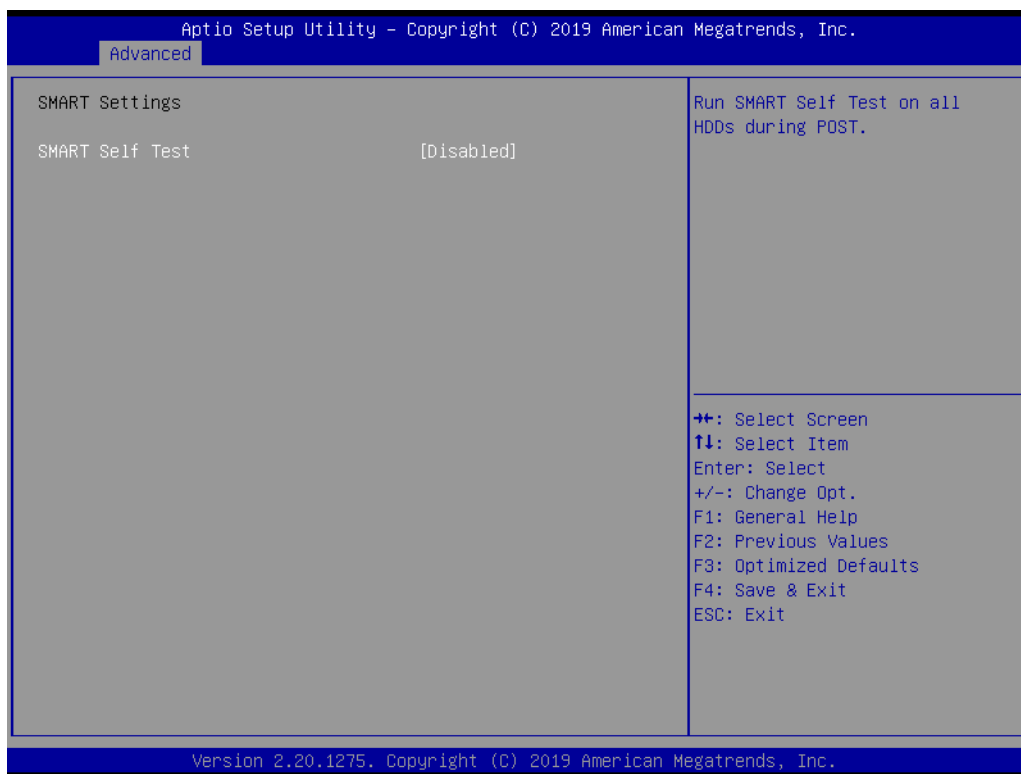 Aptio Setup Utility – Copyright (C) 2019 American Megatrends, Inc.
Advanced
SMART Settings
SMART Self Test [Disabled]
Run SMART Self Test on all
HDDs during POST.
→←: Select Screen
↑↓: Select Item
Enter: Select
+/-: Change Opt.
F1: General Help
F2: Previous Values
F3: Optimized Defaults
F4: Save & Exit
ESC: Exit
Version 2.20.1275. Copyright (C) 2019 American Megatrends, Inc.